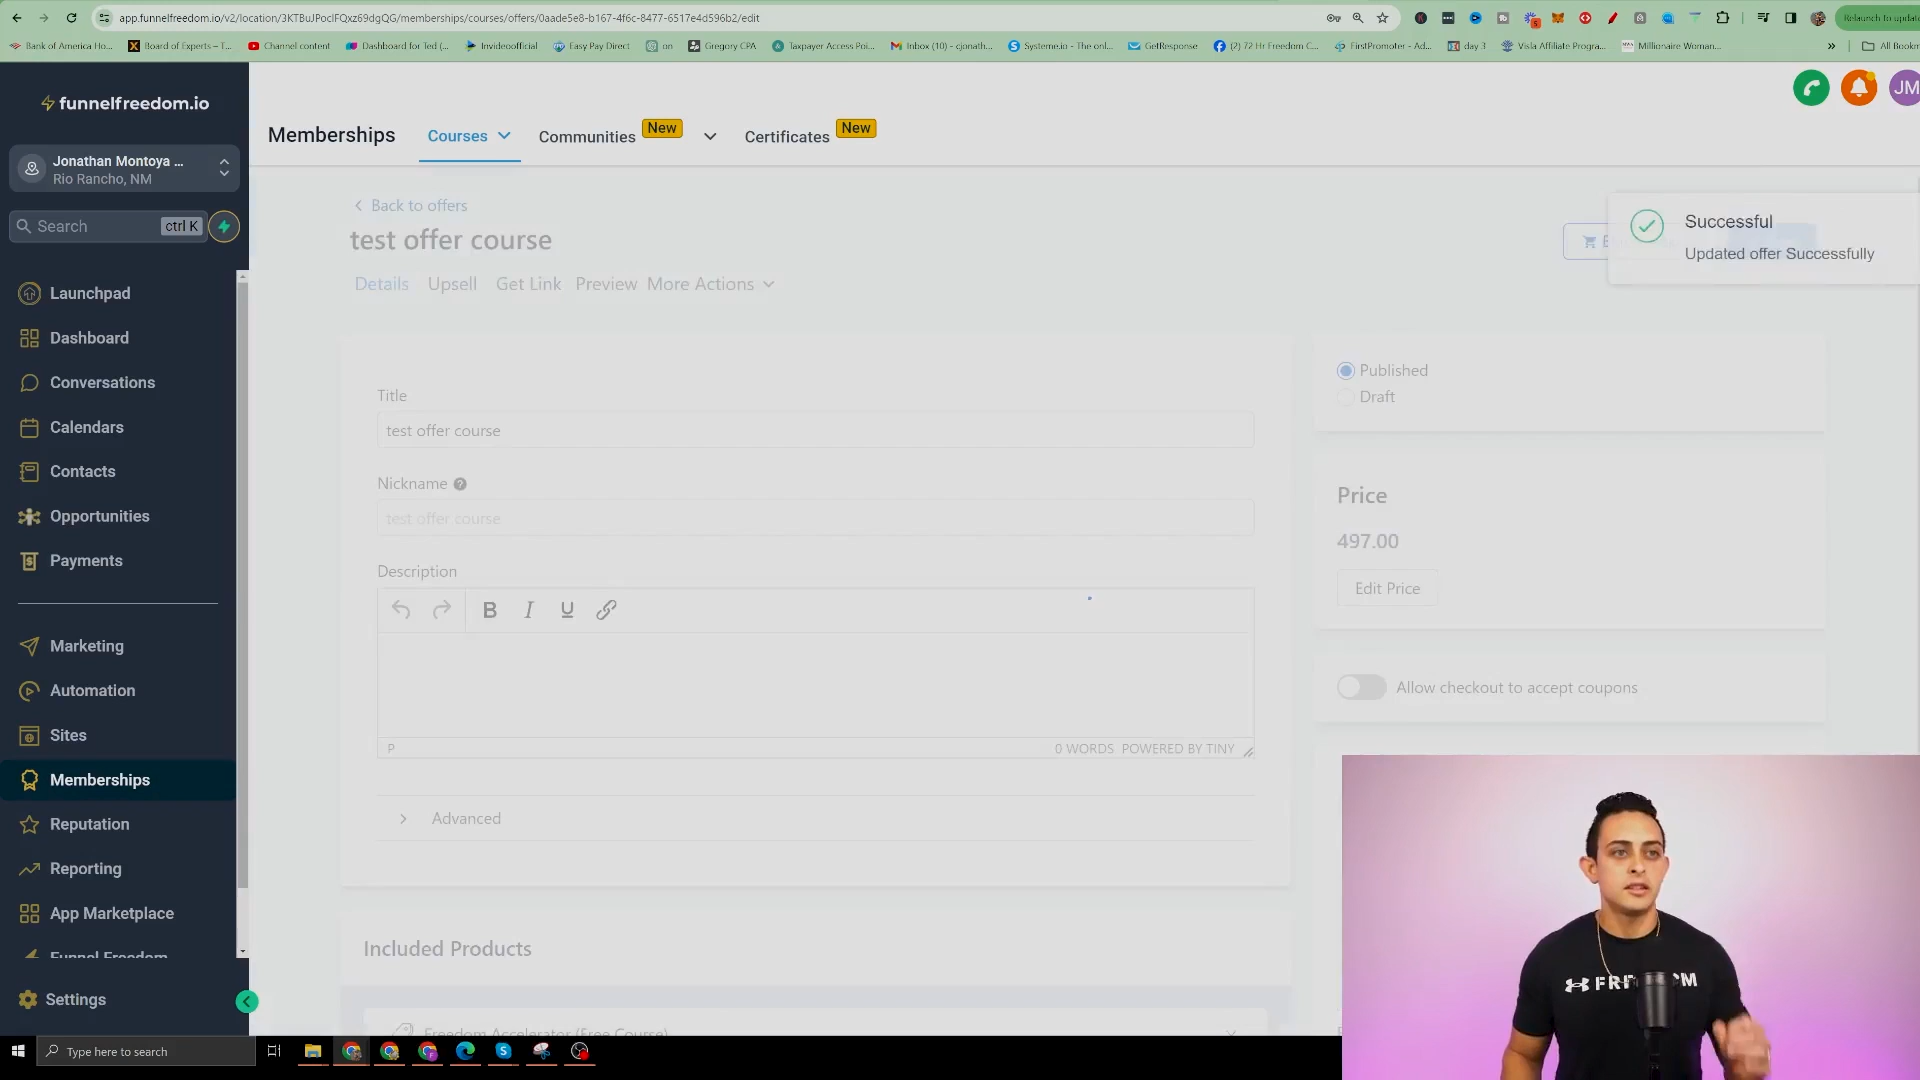 app.funnelfreedom.io/v2/location/3KTBuJPoclFQxz69dgQG/memberships/courses/offers/0aade5e8-b167-4f6c-8477-6517e4d596b2/edit
Relaunch to update
Bank of America Ho...
Board of Experts – T...
Channel content
Dashboard for Ted (...
Invideoofficial
Easy Pay Direct
on
Gregory CPA
Taxpayer Access Poi...
Inbox (10) - cjonath...
Systeme.io - The onl...
GetResponse
(2) 72 Hr Freedom C...
FirstPromoter - Ad...
day 3
Visla Affiliate Progra...
Millionaire Woman...
»
All Bookm
funnelfreedom.io
Jonathan Montoya ...
Rio Rancho, NM
Search
ctrl K
Launchpad
Dashboard
Conversations
Calendars
Contacts
Opportunities
Payments
Marketing
Automation
Sites
Memberships
Reputation
Reporting
App Marketplace
Funnel Freedom
Settings
Memberships
Courses
Communities
New
Certificates
New
JM
Back to offers
test offer course
Details
Upsell
Get Link
Preview
More Actions
Successful
Updated offer Successfully
Title
test offer course
Nickname
test offer course
Description
B
I
U
P
0 WORDS
POWERED BY TINY
Advanced
Included Products
Freedom Accelerator (Free Course)
Published
Draft
Price
497.00
Edit Price
Allow checkout to accept coupons
Type here to search